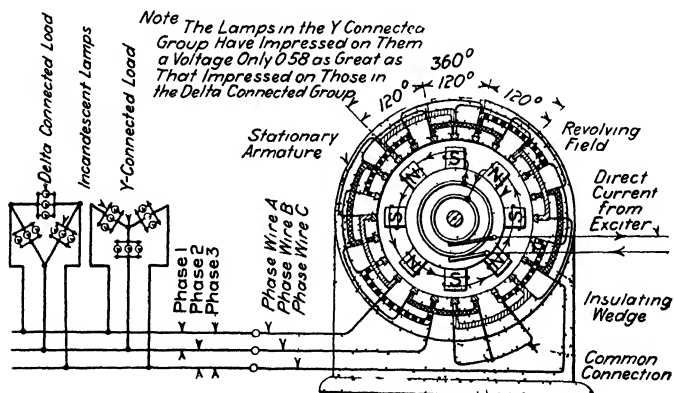 Note The Lamps in the Y Connected
Group Have Impressed on Them
a Voltage Only 0 58 as Great as
That Impressed on Those in
the Delta Connected Group
360°
120°
120°
120°
Delta Connected Load
Incandescent Lamps
Y-Connected Load
Stationary
Armature
Revolving
Field
Direct
Current
from
Exciter
Insulating
Wedge
Common
Connection
Phase 1
Phase 2
Phase 3
Phase Wire A
Phase Wire B
Phase Wire C
S
N
S
N
S
N
S
N